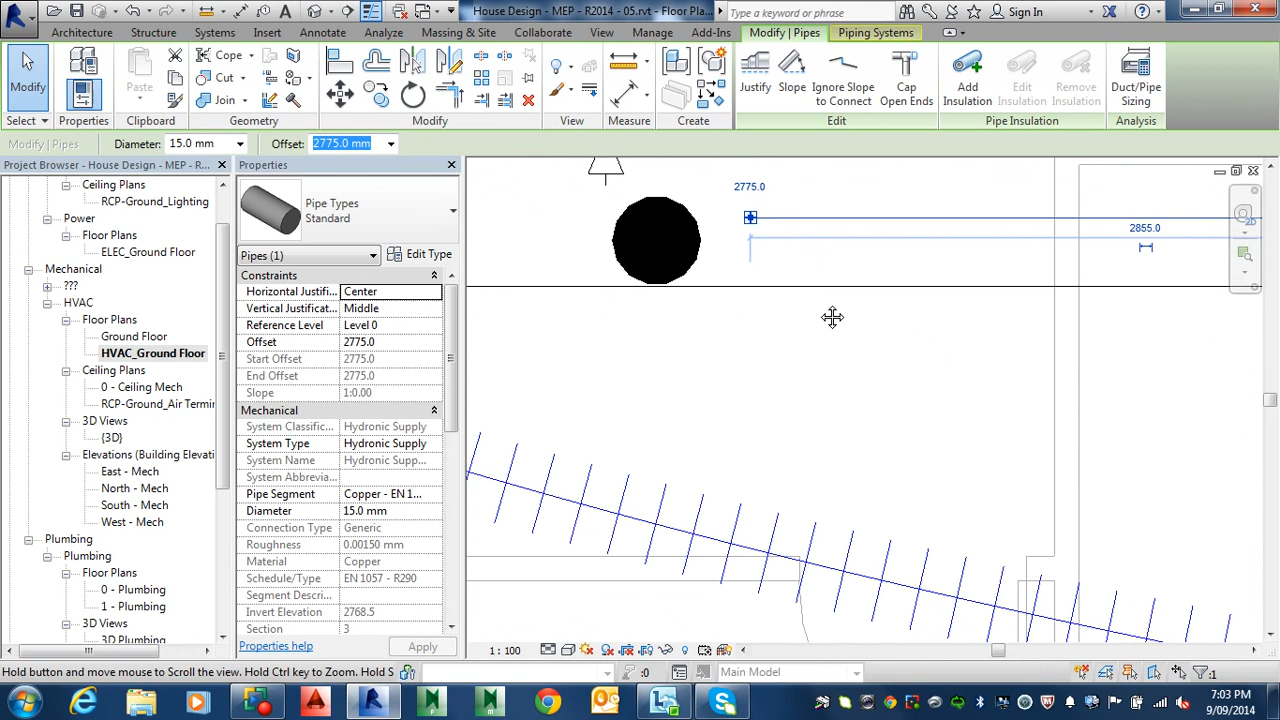 House Design - MEP - R2014 - 05.rvt - Floor Pla...
Type a keyword or phrase
Sign In
Architecture Structure Systems Insert Annotate Analyze Massing & Site Collaborate View Manage Add-Ins Modify | Pipes Piping Systems
Modify
Select
Properties
Paste
Clipboard
Cope
Cut
Join
Geometry
Modify
View
Measure
Create
Justify
Slope
Ignore Slope to Connect
Cap Open Ends
Edit
Add Insulation
Edit Insulation
Remove Insulation
Pipe Insulation
Duct/Pipe Sizing
Analysis
Modify | Pipes
Diameter: 15.0 mm
Offset: 2775.0 mm
Project Browser - House Design - MEP - R...
Ceiling Plans
RCP-Ground_Lighting
Power
Floor Plans
ELEC_Ground Floor
Mechanical
???
HVAC
Floor Plans
Ground Floor
HVAC_Ground Floor
Ceiling Plans
0 - Ceiling Mech
RCP-Ground_Air Termin
3D Views
{3D}
Elevations (Building Elevati
East - Mech
North - Mech
South - Mech
West - Mech
Plumbing
Plumbing
Floor Plans
0 - Plumbing
1 - Plumbing
3D Views
3D Plumbing
Properties
Pipe Types
Standard
Pipes (1)
Edit Type
Constraints
Horizontal Justifi... Center
Vertical Justificat... Middle
Reference Level Level 0
Offset 2775.0
Start Offset 2775.0
End Offset 2775.0
Slope 1:0.00
Mechanical
System Classific... Hydronic Supply
System Type Hydronic Supply
System Name Hydronic Supp...
System Abbrevia...
Pipe Segment Copper - EN 1...
Diameter 15.0 mm
Connection Type Generic
Roughness 0.00150 mm
Material Copper
Schedule/Type EN 1057 - R290
Segment Descri...
Invert Elevation 2768.5
Section 3
Properties help
Apply
2775.0
2855.0
2D
1 : 100
Hold button and move mouse to Scroll the view. Hold Ctrl key to Zoom. Hold S
:0
Main Model
:1
7:03 PM
9/09/2014